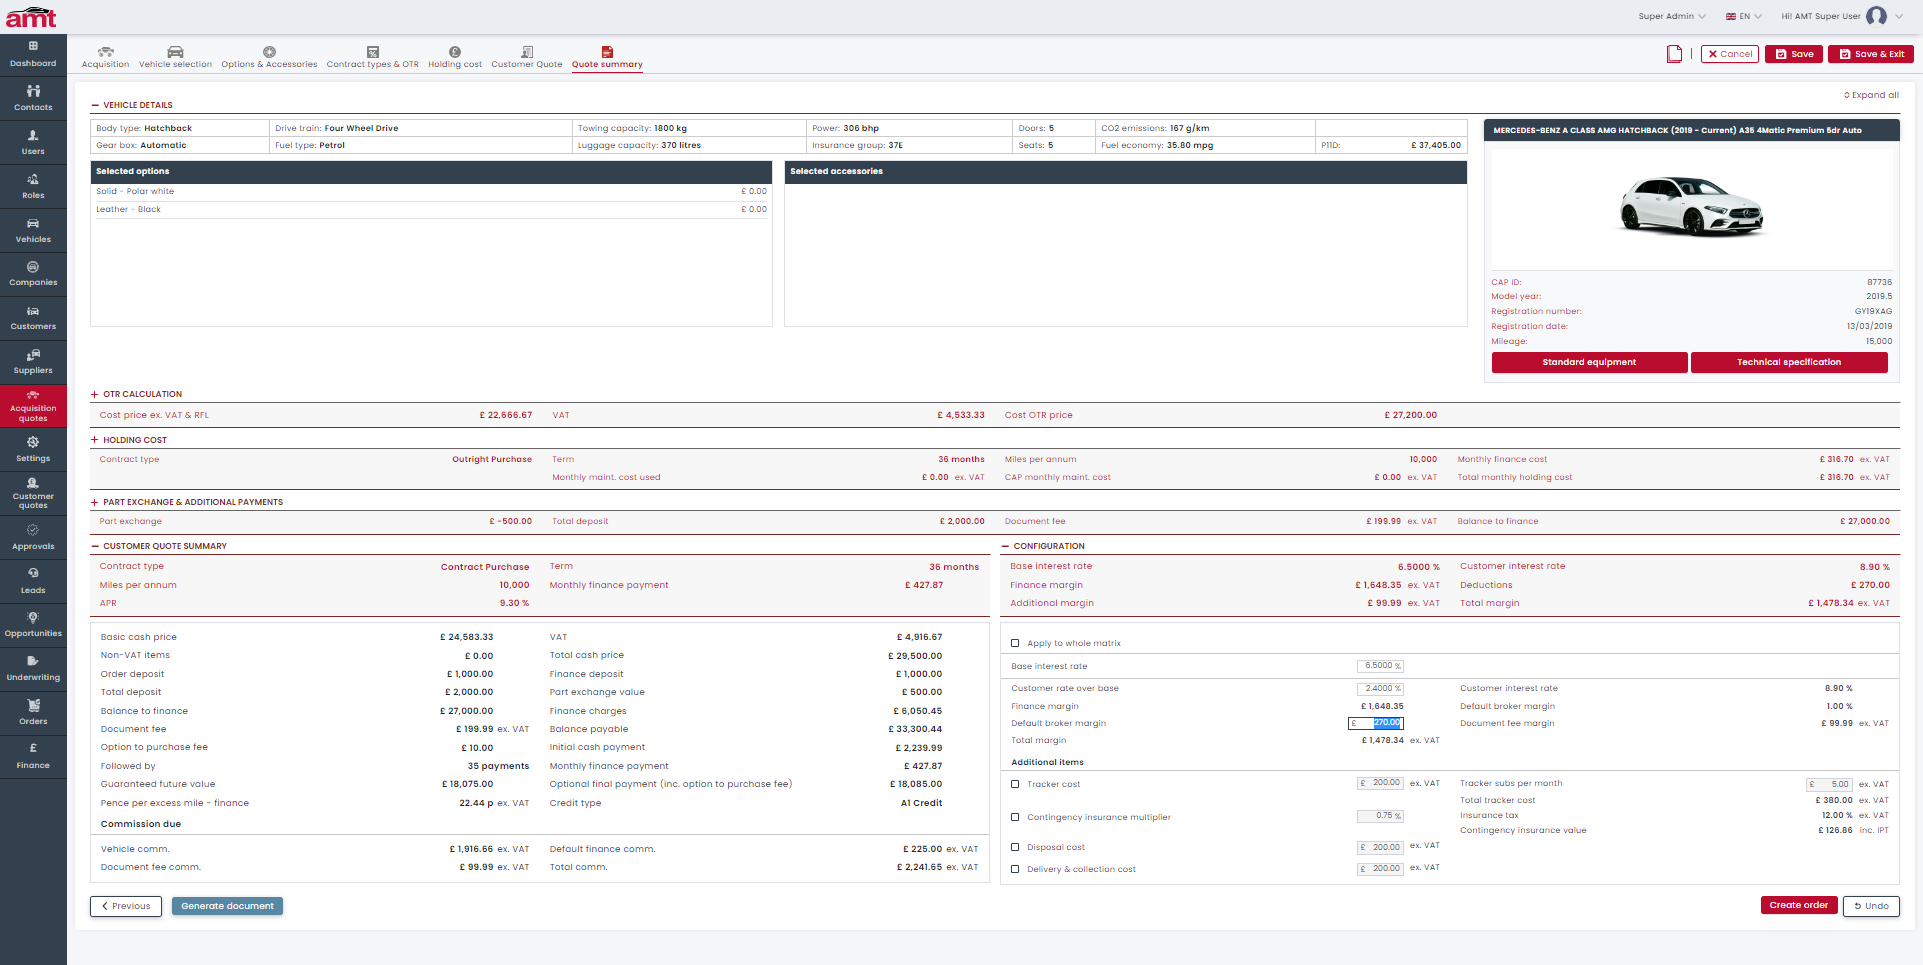 amt
Super Admin
EN
Hi! AMT Super User
Dashboard
Contacts
Users
Roles
Vehicles
Companies
Customers
Suppliers
Acquisition
quotes
Settings
Customer
quotes
Approvals
Leads
Opportunities
Underwriting
Orders
Finance
Acquisition Vehicle selection Options & Accessories Contract types & OTR Holding cost Customer Quote Quote summary
Cancel Save Save & Exit
Expand all
VEHICLE DETAILS
Body type: Hatchback Drive train: Four Wheel Drive Towing capacity: 1800 kg Power: 306 bhp Doors: 5 CO2 emissions: 167 g/km
Gear box: Automatic Fuel type: Petrol Luggage capacity: 370 litres Insurance group: 37E Seats: 5 Fuel economy: 35.80 mpg P11D: £ 37,405.00
Selected options
Solid - Polar white £ 0.00
Leather - Black £ 0.00
Selected accessories
MERCEDES-BENZ A CLASS AMG HATCHBACK (2019 - Current) A35 4Matic Premium 5dr Auto
CAP ID: 87736
Model year: 2019.5
Registration number: GY19XAG
Registration date: 13/03/2019
Mileage: 15,000
Standard equipment Technical specification
OTR CALCULATION
Cost price ex. VAT & RFL £ 22,666.67 VAT £ 4,533.33 Cost OTR price £ 27,200.00
HOLDING COST
Contract type Outright Purchase Term 36 months Miles per annum 10,000 Monthly finance cost £ 316.70 ex. VAT
Monthly maint. cost used £ 0.00 ex. VAT CAP monthly maint. cost £ 0.00 ex. VAT Total monthly holding cost £ 316.70 ex. VAT
PART EXCHANGE & ADDITIONAL PAYMENTS
Part exchange £ -500.00 Total deposit £ 2,000.00 Document fee £ 199.99 ex. VAT Balance to finance £ 27,000.00
CUSTOMER QUOTE SUMMARY
Contract type Contract Purchase Term 36 months
Miles per annum 10,000 Monthly finance payment £ 427.87
APR 9.30 %
Basic cash price £ 24,583.33 VAT £ 4,916.67
Non-VAT items £ 0.00 Total cash price £ 29,500.00
Order deposit £ 1,000.00 Finance deposit £ 1,000.00
Total deposit £ 2,000.00 Part exchange value £ 500.00
Balance to finance £ 27,000.00 Finance charges £ 6,050.45
Document fee £ 199.99 ex. VAT Balance payable £ 33,300.44
Option to purchase fee £ 10.00 Initial cash payment £ 2,239.99
Followed by 35 payments Monthly finance payment £ 427.87
Guaranteed future value £ 18,075.00 Optional final payment (inc. option to purchase fee) £ 18,085.00
Pence per excess mile - finance 22.44 p ex. VAT Credit type A1 Credit
Commission due
Vehicle comm. £ 1,916.66 ex. VAT Default finance comm. £ 225.00 ex. VAT
Document fee comm. £ 99.99 ex. VAT Total comm. £ 2,241.65 ex. VAT
CONFIGURATION
Base interest rate 6.5000 % Customer interest rate 8.90 %
Finance margin £ 1,648.35 ex. VAT Deductions £ 270.00
Additional margin £ 99.99 ex. VAT Total margin £ 1,478.34 ex. VAT
Apply to whole matrix
Base interest rate 6.5000 %
Customer rate over base 2.4000 % Customer interest rate 8.90 %
Finance margin £ 1,648.35 Default broker margin 1.00 %
Default broker margin £ 270.00 Document fee margin £ 99.99 ex. VAT
Total margin £ 1,478.34 ex. VAT
Additional items
Tracker cost £ 200.00 ex. VAT Tracker subs per month £ 5.00 ex. VAT
Total tracker cost £ 380.00 ex. VAT
Contingency insurance multiplier 0.75 % Insurance tax 12.00 % ex. VAT
Contingency insurance value £ 126.86 inc. IPT
Disposal cost £ 200.00 ex. VAT
Delivery & collection cost £ 200.00 ex. VAT
Previous Generate document Create order Undo